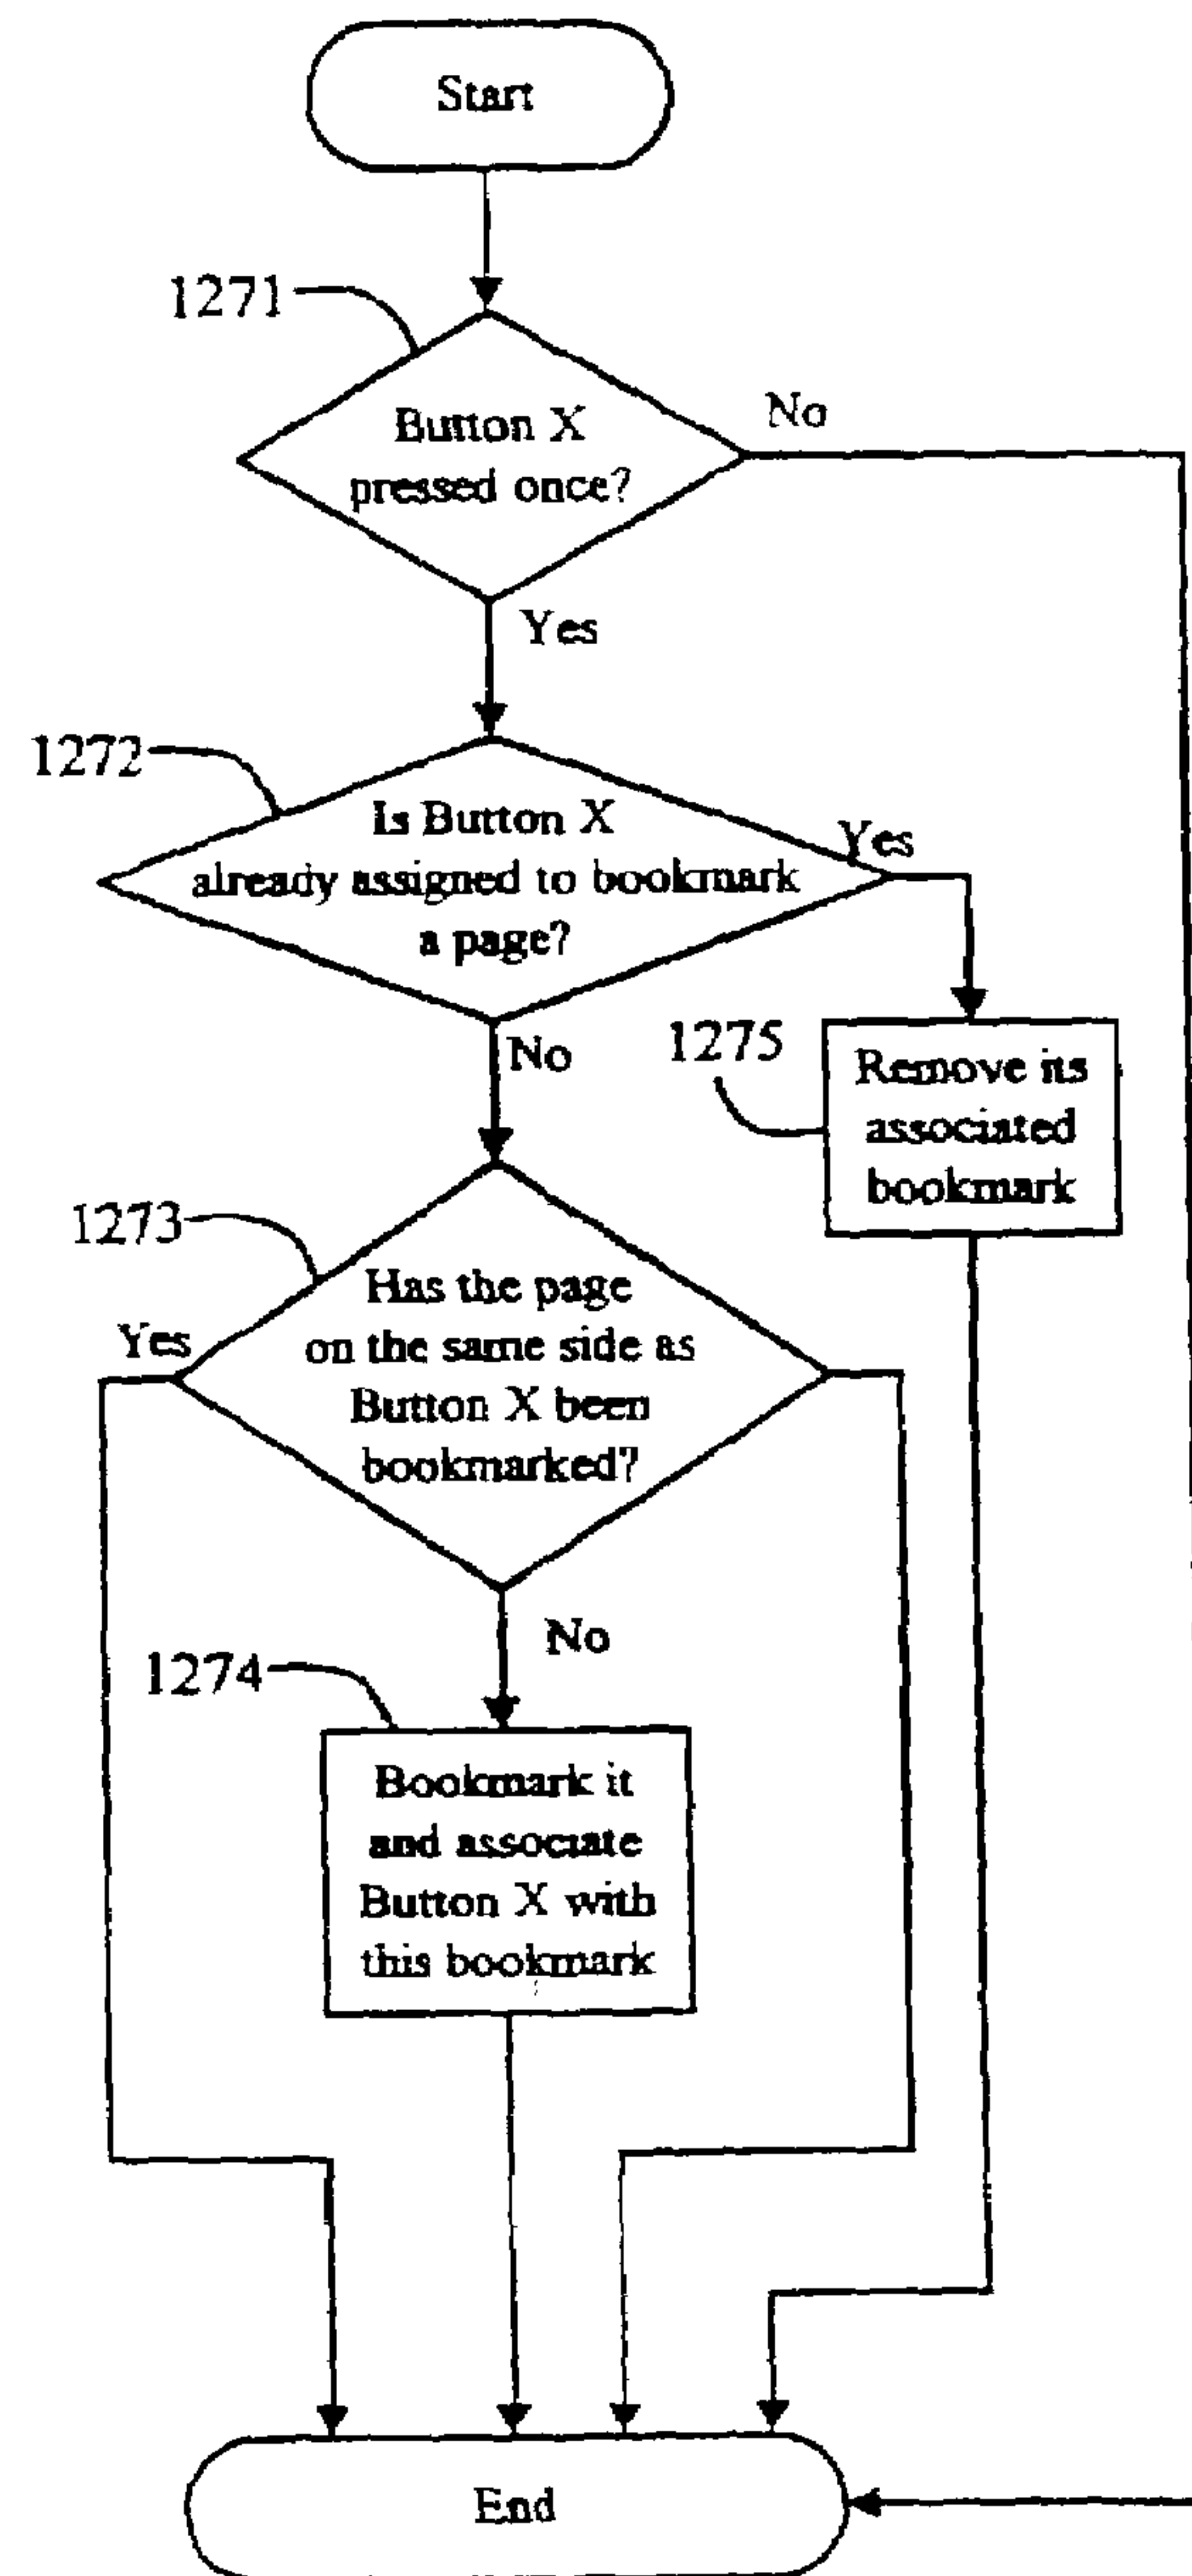 Start
1271
Button X
pressed once?
No
Yes
1272
Is Button X
already assigned to bookmark
a page?
Yes
No
1275
Remove its
associated
bookmark
1273
Has the page
on the same side as
Button X been
bookmarked?
Yes
No
1274
Bookmark it
and associate
Button X with
this bookmark
End